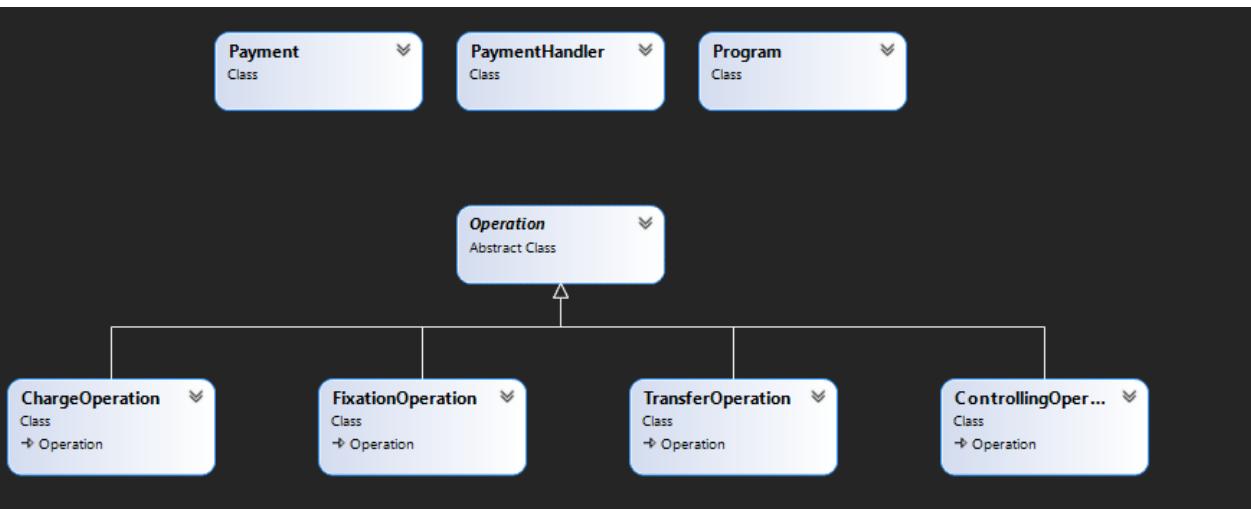 Payment
Class
PaymentHandler
Class
Program
Class
Operation
Abstract Class
ChargeOperation
Class
Operation
FixationOperation
Class
Operation
TransferOperation
Class
Operation
ControllingOper...
Class
Operation